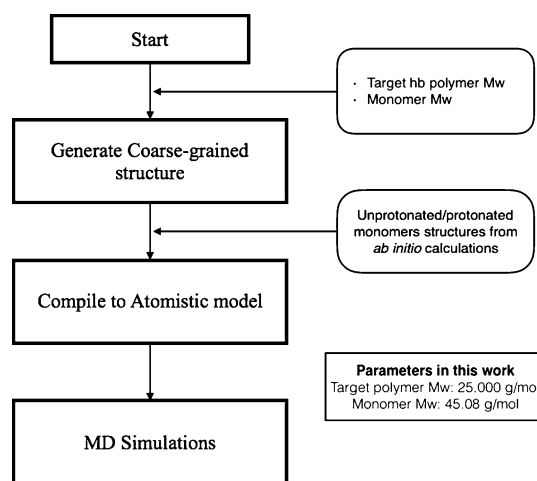 Start
· Target hb polymer Mw
· Monomer Mw
Generate Coarse-grained
structure
Unprotonated/protonated
monomers structures from
ab initio calculations
Compile to Atomistic model
Parameters in this work
Target polymer Mw: 25,000 g/mo
Monomer Mw: 45.08 g/mol
MD Simulations